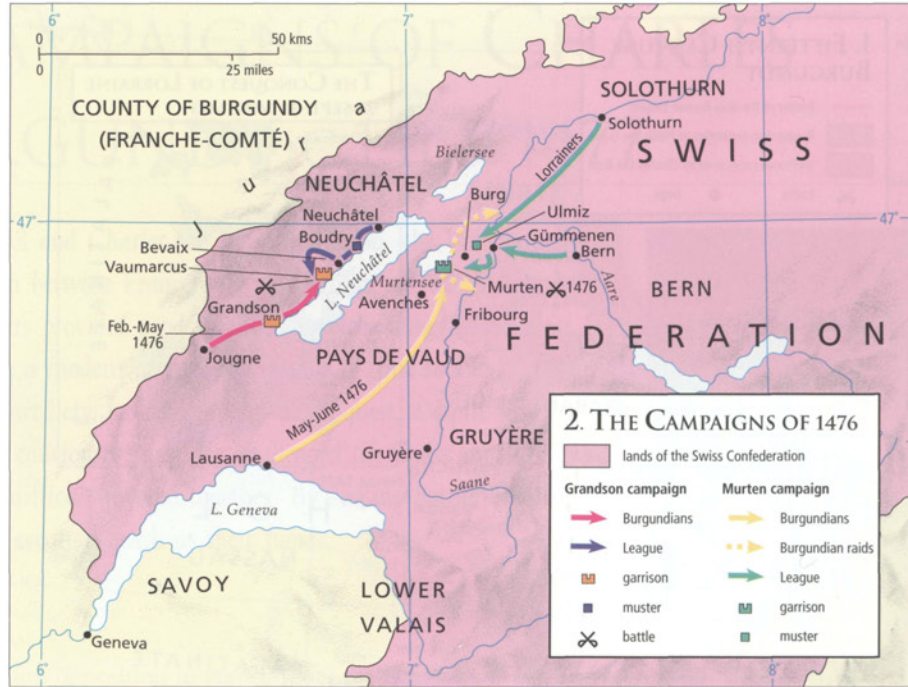 6°
7°
8°
0
50 kms
0
25 miles
COUNTY OF BURGUNDY
(FRANCHE-COMTÉ)
Jura
SOLOTHURN
Solothurn
SWISS
Lorrainers
Bielersee
NEUCHÂTEL
Burg
47°
47°
Neuchâtel
Ulmiz
Boudry
Gümmenen
Bevaix
Bern
Vaumarcus
L. Neuchâtel
Murtensee
Murten
1476
Aare
BERN
Grandson
Avenches
Fribourg
Feb.-May
1476
FEDERATION
Jougne
PAYS DE VAUD
May-June 1476
GRUYÈRE
Lausanne
Gruyère
Saane
L. Geneva
SAVOY
LOWER
VALAIS
Geneva
6°
7°
8°
2. THE CAMPAIGNS OF 1476
lands of the Swiss Confederation
Grandson campaign
Murten campaign
Burgundians
Burgundians
League
Burgundian raids
garrison
League
muster
garrison
battle
muster